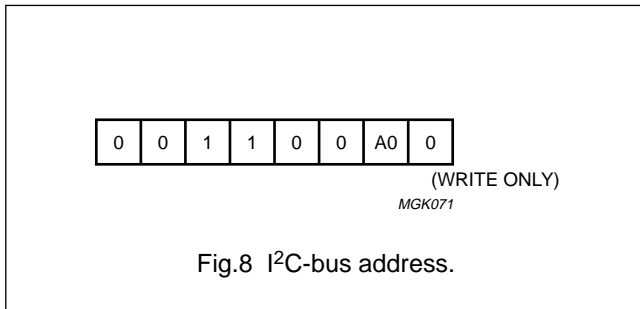 0 0 1 1 0 0 A0 0
(WRITE ONLY)
MGK071
Fig.8 I²C-bus address.